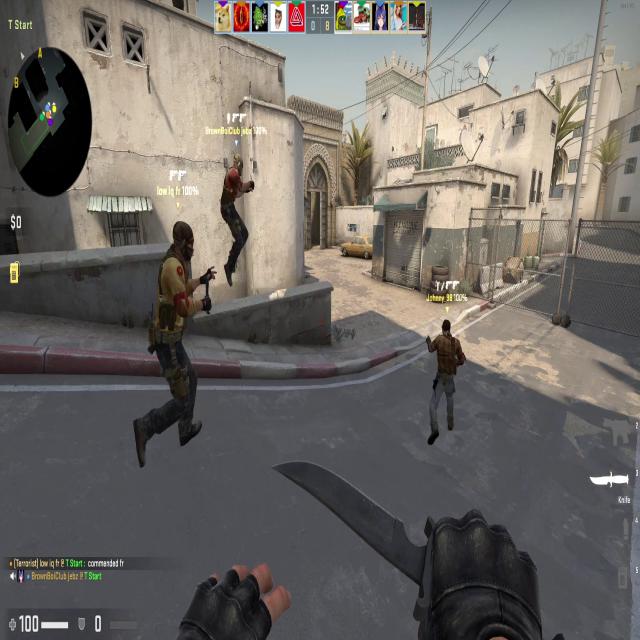 T Start
1:52
0 8
A
B
BrownBoiClub jebz 100%
low iq fr 100%
$0
Johnny_98 100%
Knife
[Terrorist] low iq fr @ T Start : commended fr
BrownBoiClub jebz @ T Start
100 0